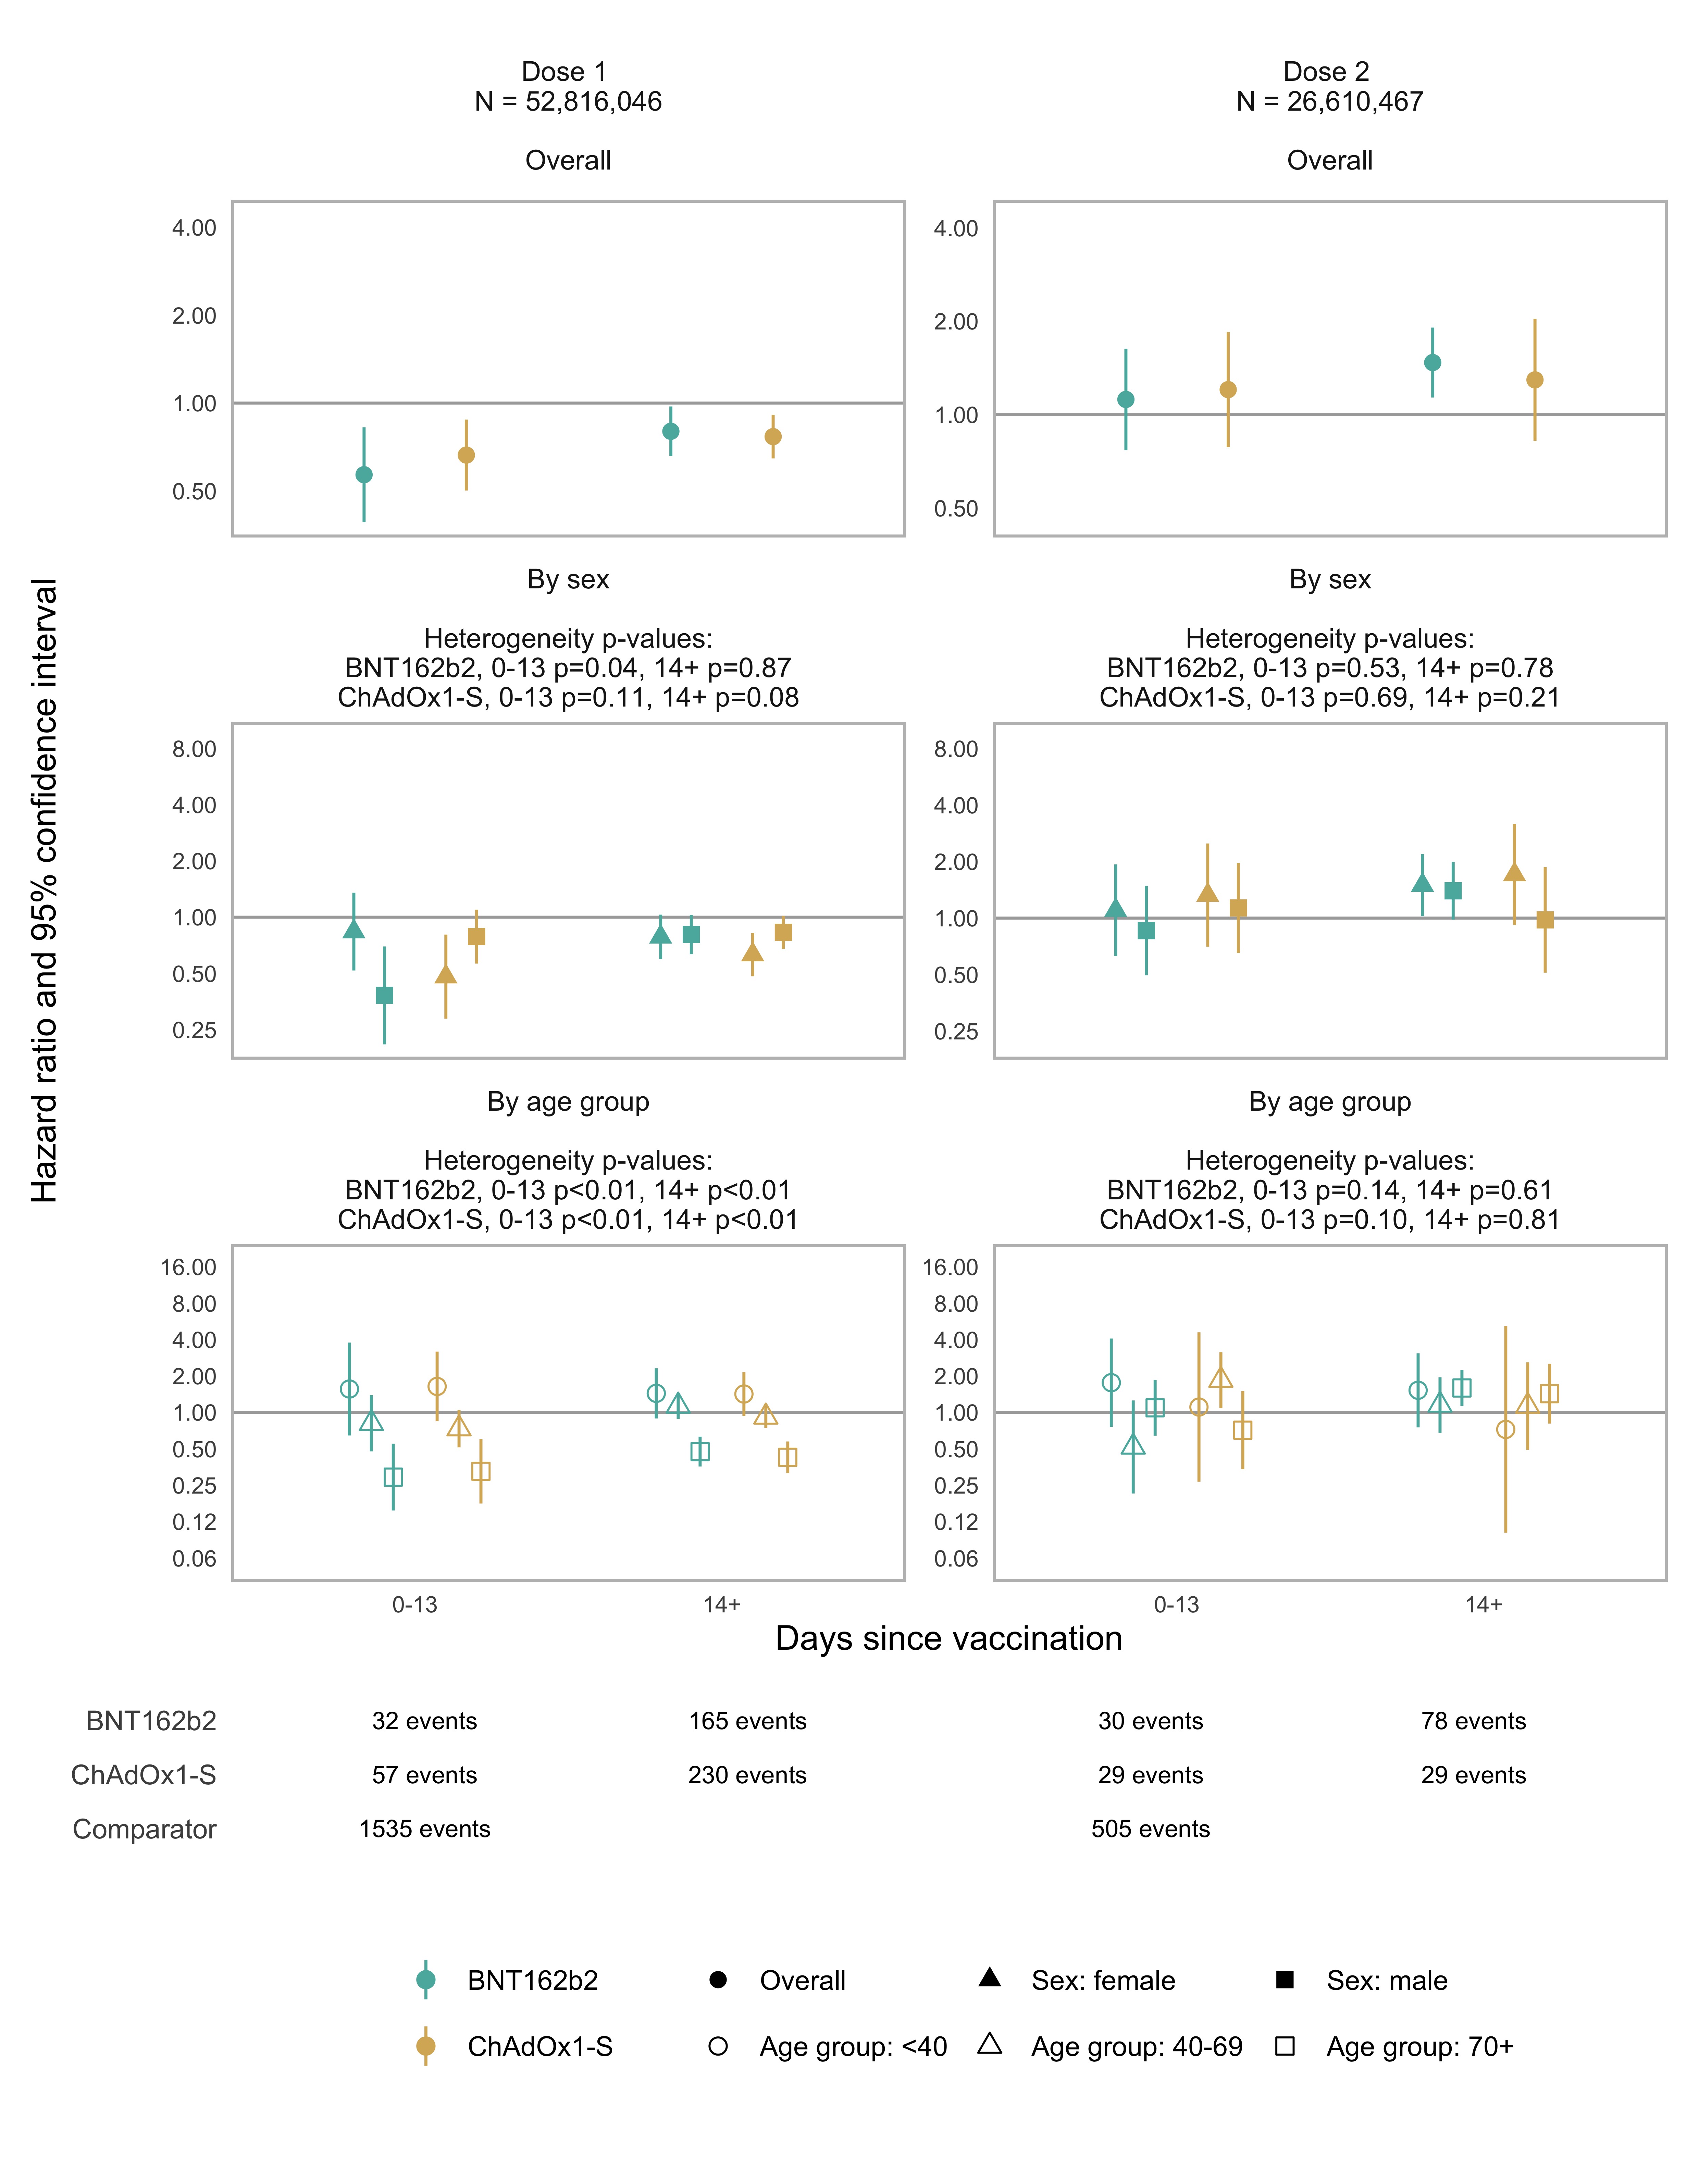 Dose 1
N = 52,816,046
Dose 2
N = 26,610,467
Overall
Overall
4.00
2.00
1.00
0.50
4.00
2.00
1.00
0.50
By sex
Heterogeneity p-values:
BNT162b2, 0-13 p=0.04, 14+ p=0.87
ChAdOx1-S, 0-13 p=0.11, 14+ p=0.08
By sex
Heterogeneity p-values:
BNT162b2, 0-13 p=0.53, 14+ p=0.78
ChAdOx1-S, 0-13 p=0.69, 14+ p=0.21
Hazard ratio and 95% confidence interval
8.00
4.00
2.00
1.00
0.50
0.25
8.00
4.00
2.00
1.00
0.50
0.25
By age group
Heterogeneity p-values:
BNT162b2, 0-13 p<0.01, 14+ p<0.01
ChAdOx1-S, 0-13 p<0.01, 14+ p<0.01
By age group
Heterogeneity p-values:
BNT162b2, 0-13 p=0.14, 14+ p=0.61
ChAdOx1-S, 0-13 p=0.10, 14+ p=0.81
16.00
8.00
4.00
2.00
1.00
0.50
0.25
0.12
0.06
16.00
8.00
4.00
2.00
1.00
0.50
0.25
0.12
0.06
0-13 14+ 0-13 14+
Days since vaccination
BNT162b2 32 events 165 events 30 events 78 events
ChAdOx1-S 57 events 230 events 29 events 29 events
Comparator 1535 events 505 events
BNT162b2 Overall Sex: female Sex: male
ChAdOx1-S Age group: <40 Age group: 40-69 Age group: 70+